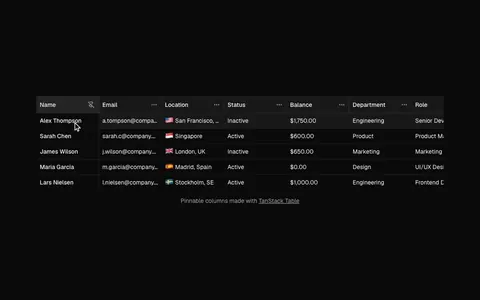 Name Email Location Status Balance Department Role
Alex Thompson a.tompson@compa... San Francisco, ... Inactive $1,750.00 Engineering Senior Dev
Sarah Chen sarah.c@company... Singapore Active $600.00 Product Product M
James Wilson j.wilson@company... London, UK Inactive $650.00 Marketing Marketing
Maria Garcia m.garcia@company... Madrid, Spain Active $0.00 Design UI/UX Desi
Lars Nielsen l.nielsen@company... Stockholm, SE Active $1,000.00 Engineering Frontend D
Pinnable columns made with TanStack Table